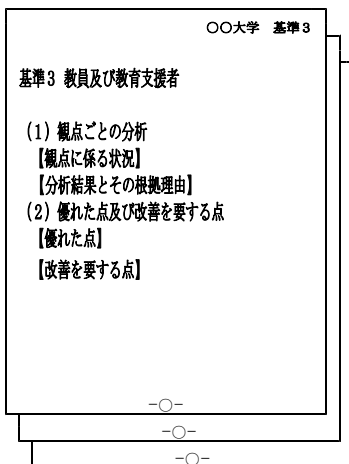 ○○大学　基準３
基準３ 教員及び教育支援者
（１）観点ごとの分析
【観点に係る状況】
【分析結果とその根拠理由】
（２）優れた点及び改善を要する点
【優れた点】
【改善を要する点】
－○－
－○－
－○－